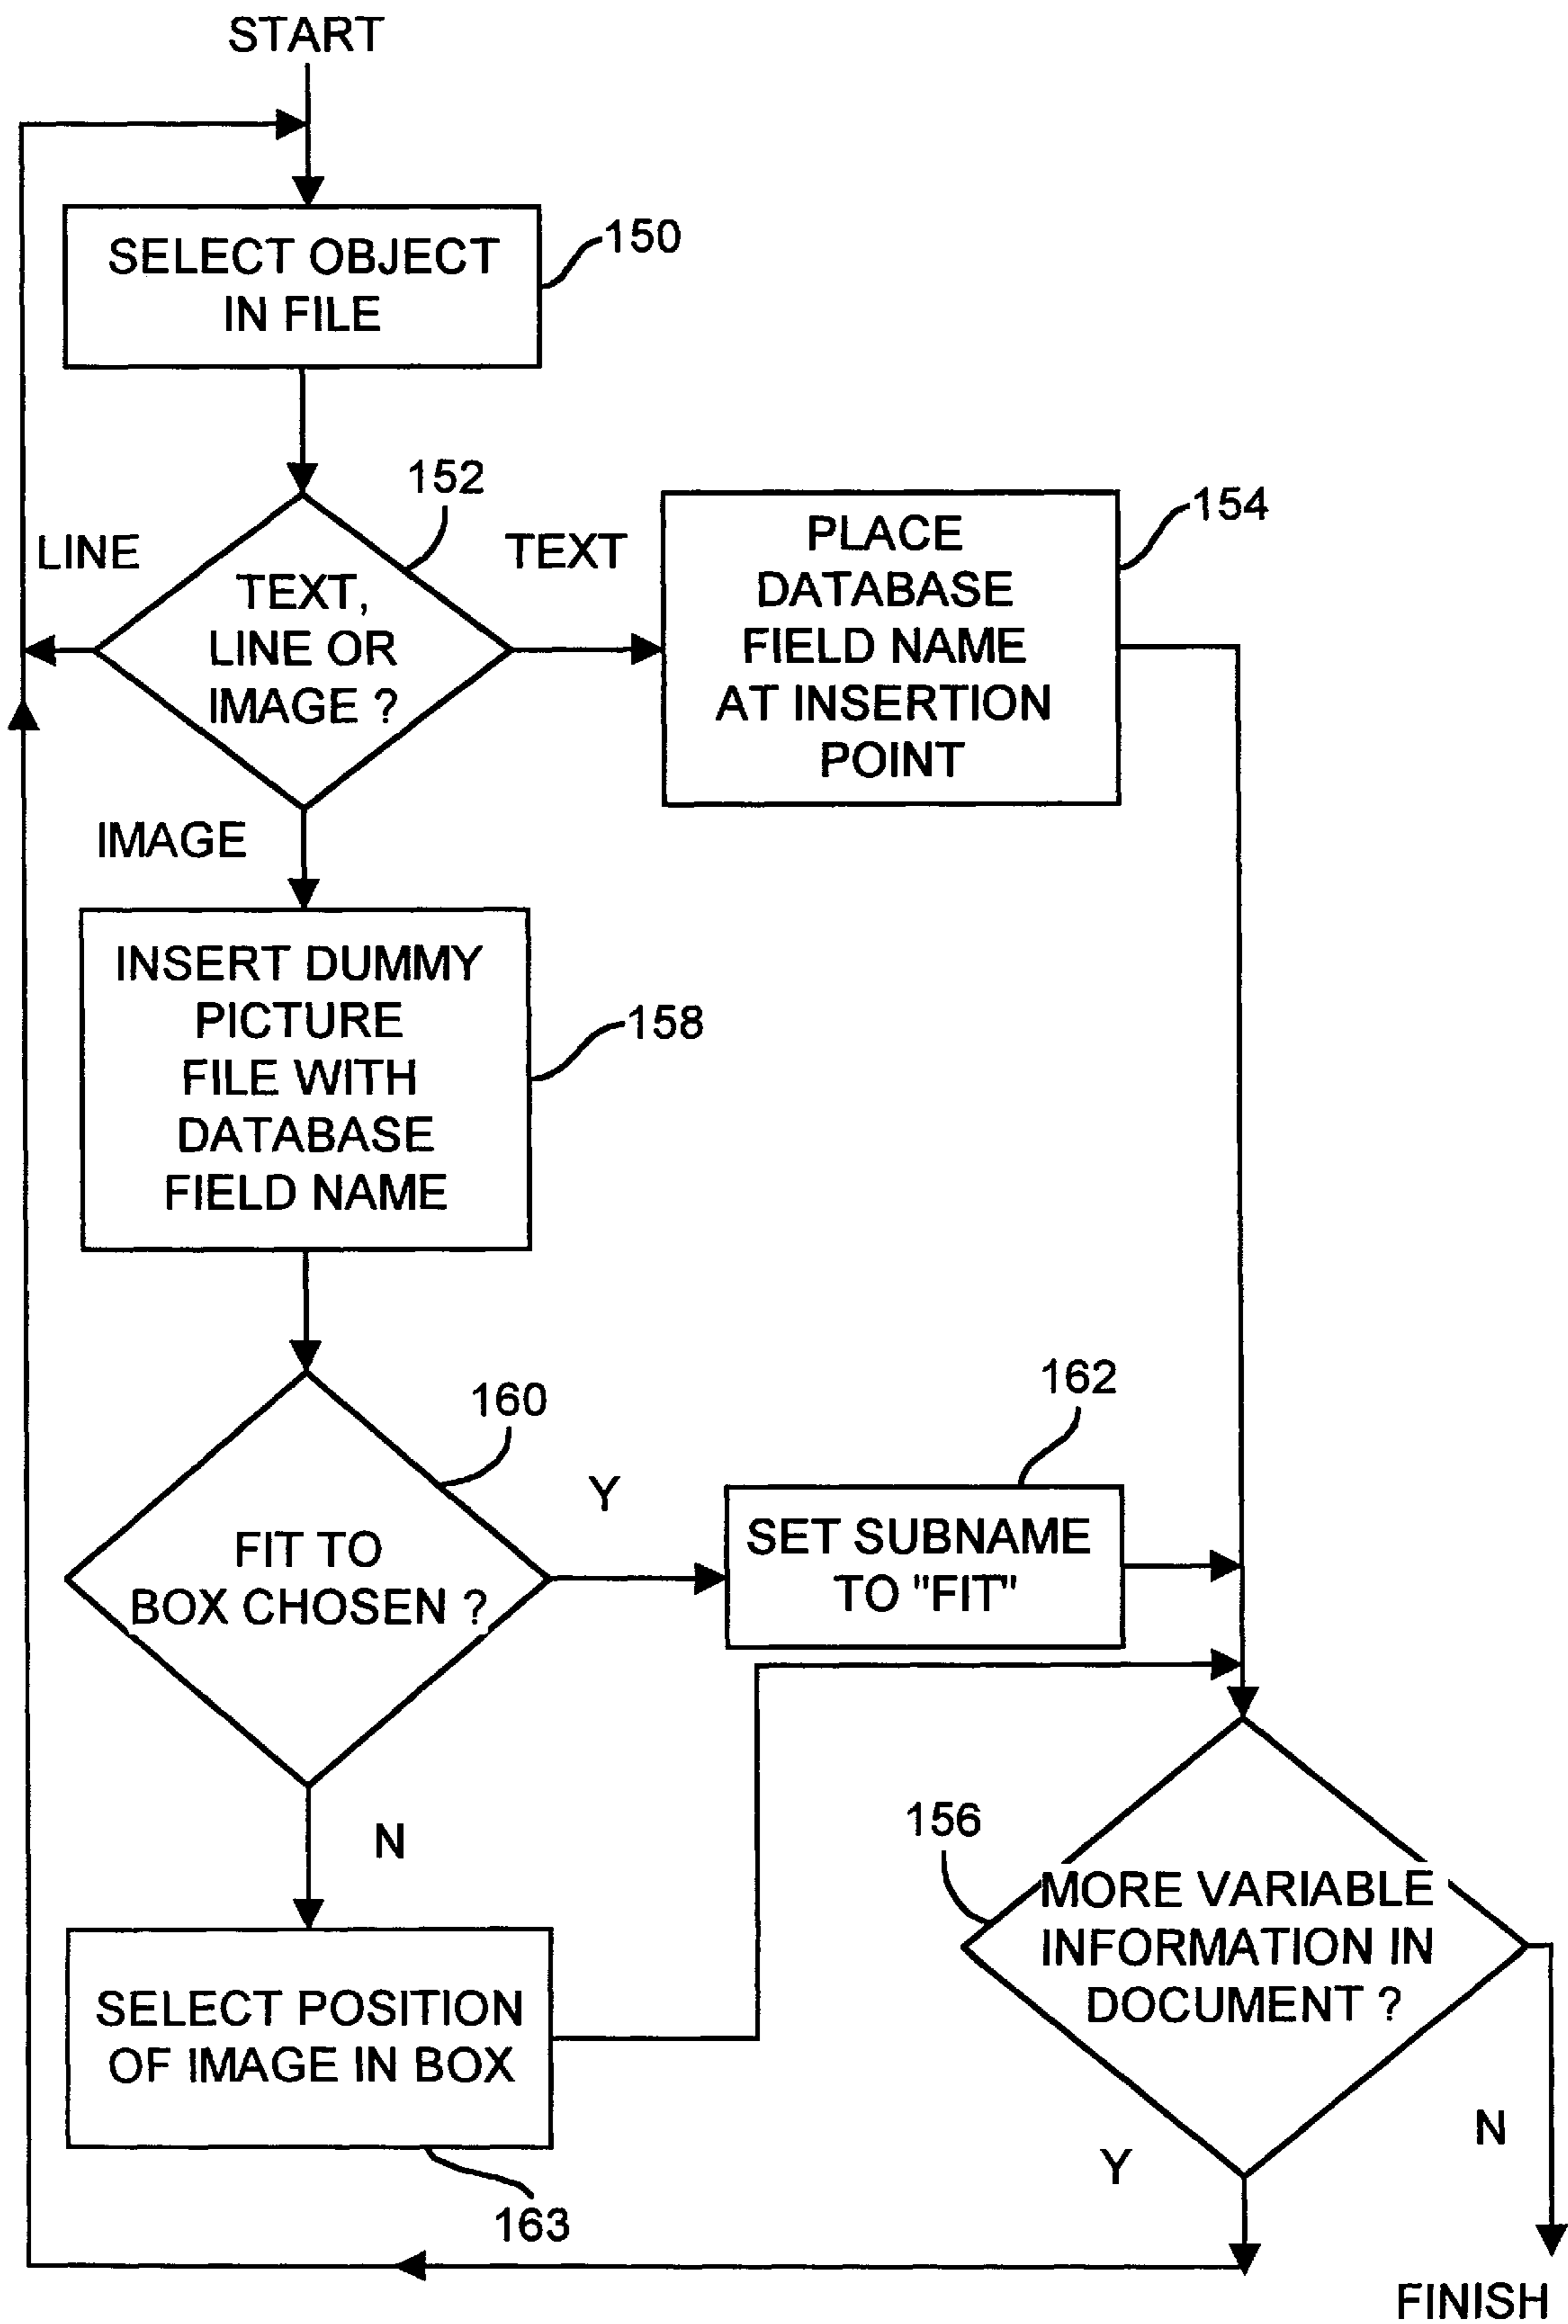 START
SELECT OBJECT
IN FILE
150
152
LINE
TEXT
TEXT,
LINE OR
IMAGE ?
PLACE
DATABASE
FIELD NAME
AT INSERTION
POINT
154
IMAGE
INSERT DUMMY
PICTURE
FILE WITH
DATABASE
FIELD NAME
158
160
FIT TO
BOX CHOSEN ?
Y
162
SET SUBNAME
TO "FIT"
N
SELECT POSITION
OF IMAGE IN BOX
163
156
MORE VARIABLE
INFORMATION IN
DOCUMENT ?
Y
N
FINISH